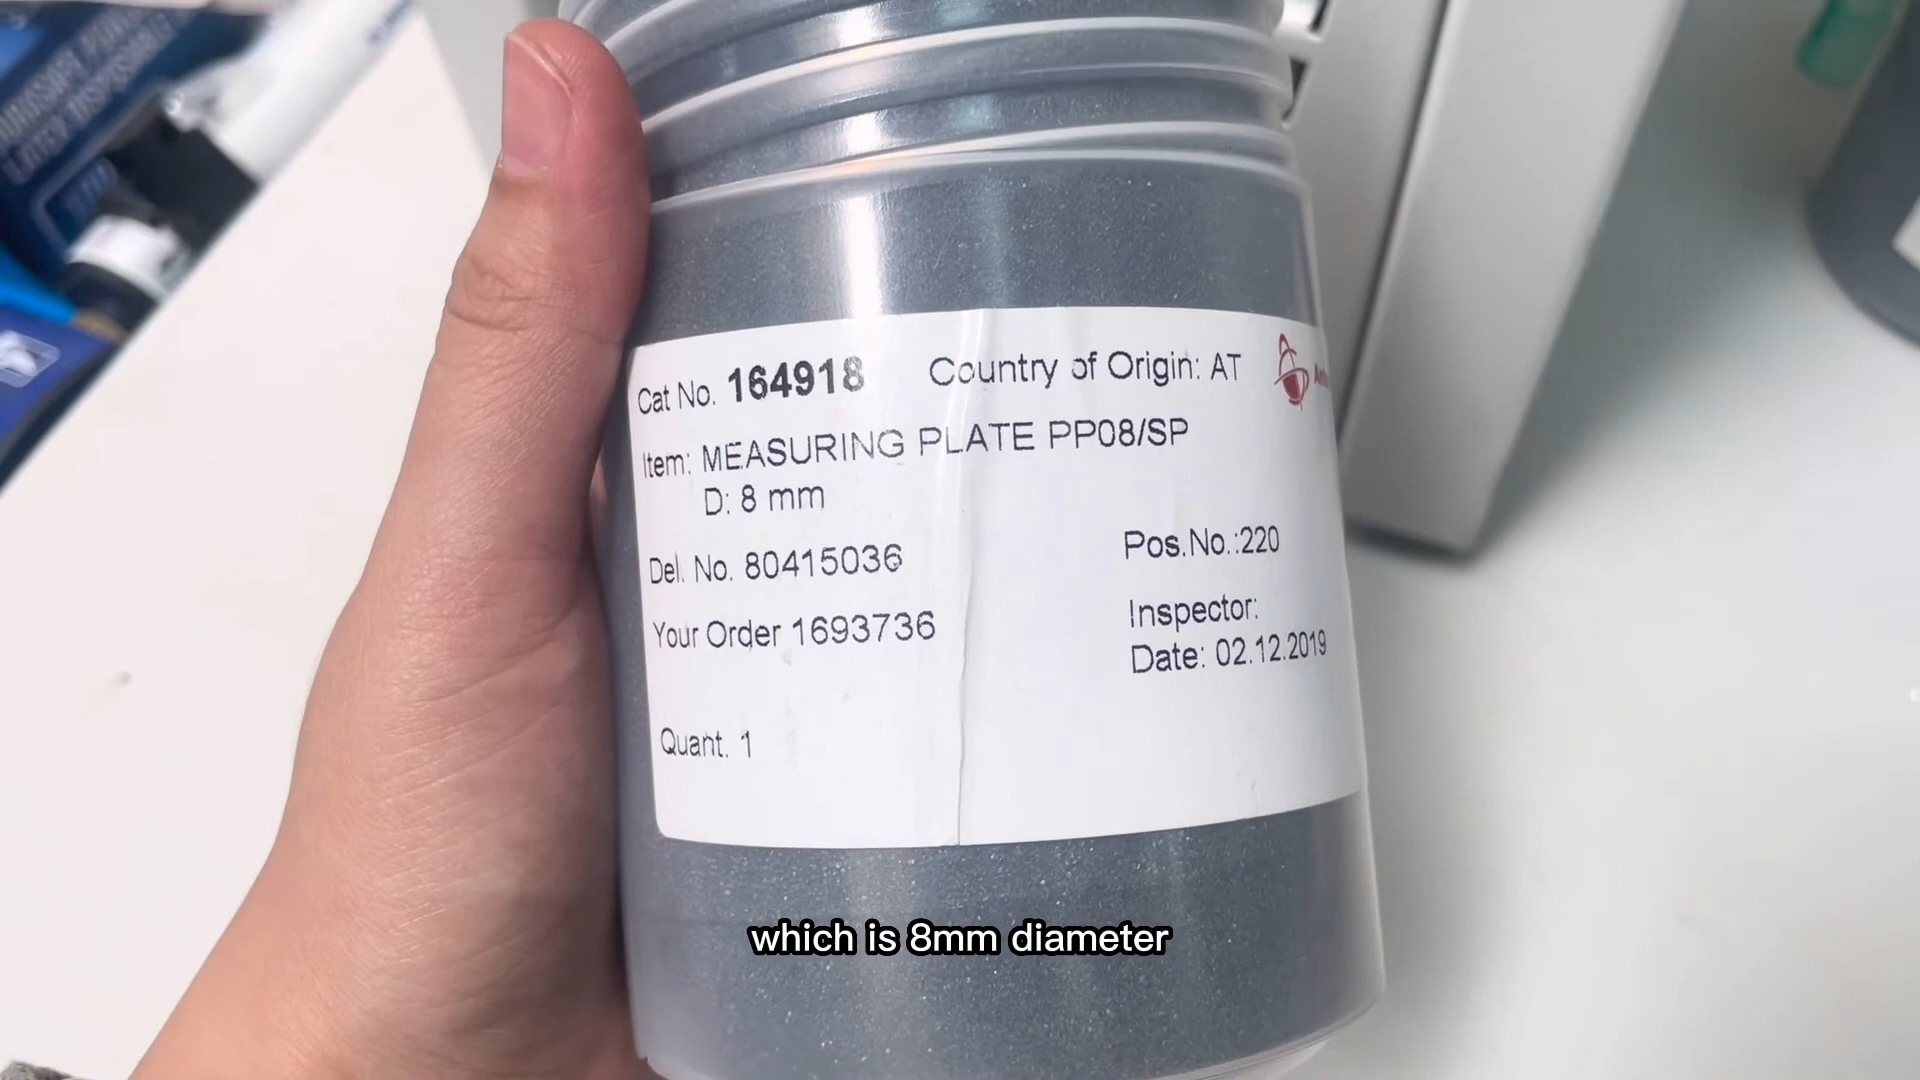 Cat No. 164918 Country of Origin: AT
Item: MEASURING PLATE PP08/SP
D: 8 mm
Del. No. 80415036 Pos.No.:220
Your Order 1693736 Inspector:
Date: 02.12.2019
Quant. 1
which is 8mm diameter